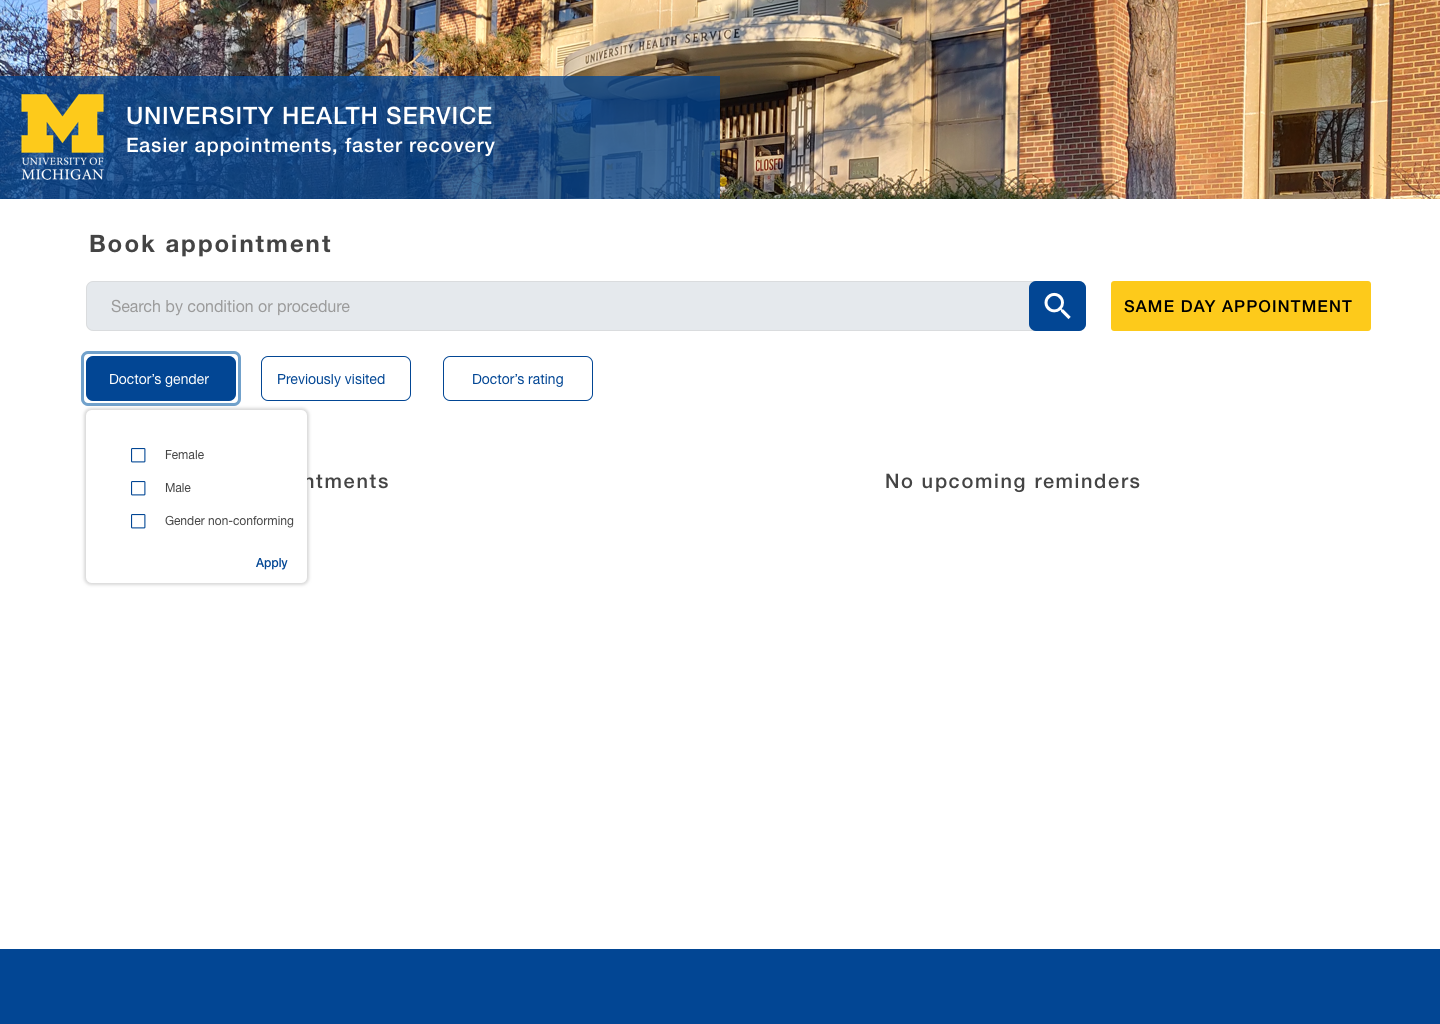 UNIVERSITY HEALTH SERVICE
UNIVERSITY HEALTH SERVICE
Easier appointments, faster recovery
UNIVERSITY OF
MICHIGAN
CLOSED
Book appointment
Search by condition or procedure
SAME DAY APPOINTMENT
Doctor’s gender
Previously visited
Doctor’s rating
Female
Male
Gender non-conforming
Apply
ntments
No upcoming reminders